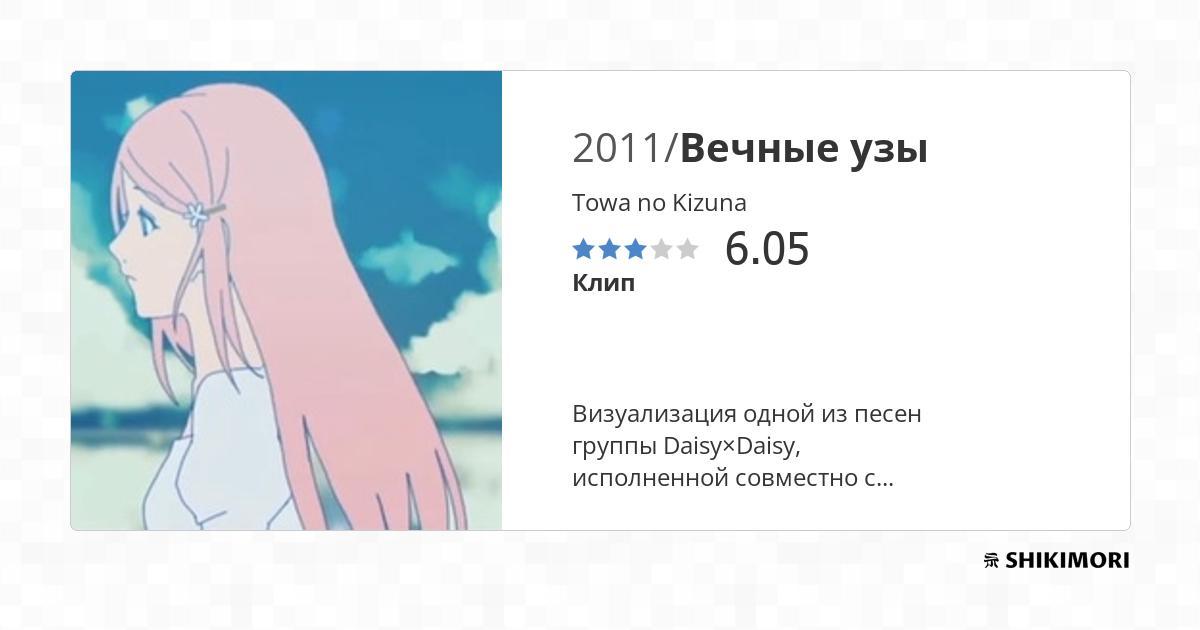 2011/Вечные узы
Towa no Kizuna
6.05
Клип
Визуализация одной из песен
группы Daisy×Daisy,
исполненной совместно с...
SHIKIMORI